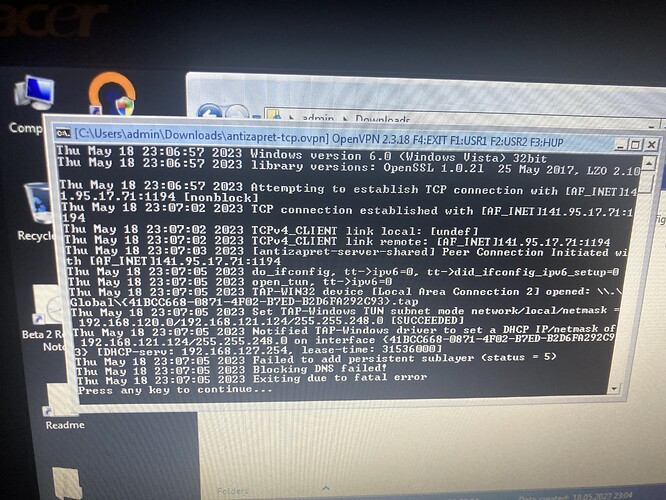 acer
Comp
admin ▸ Downloads
[C:\Users\admin\Downloads\antizapret-tcp.ovpn] OpenVPN 2.3.18 F4:EXIT F1:USR1 F2:USR2 F3:HUP
Thu May 18 23:06:57 2023 Windows version 6.0 (Windows Vista) 32bit
Thu May 18 23:06:57 2023 library versions: OpenSSL 1.0.2l  25 May 2017, LZO 2.10
Thu May 18 23:06:57 2023 Attempting to establish TCP connection with [AF_INET]14
1.95.17.71:1194 [nonblock]
Thu May 18 23:07:02 2023 TCP connection established with [AF_INET]141.95.17.71:1
194
Thu May 18 23:07:02 2023 TCPv4_CLIENT link local: [undef]
Thu May 18 23:07:02 2023 TCPv4_CLIENT link remote: [AF_INET]141.95.17.71:1194
Thu May 18 23:07:03 2023 [antizapret-server-shared] Peer Connection Initiated wi
th [AF_INET]141.95.17.71:1194
Thu May 18 23:07:05 2023 do_ifconfig, tt->ipv6=0, tt->did_ifconfig_ipv6_setup=0
Thu May 18 23:07:05 2023 open_tun, tt->ipv6=0
Thu May 18 23:07:05 2023 TAP-WIN32 device [Local Area Connection 2] opened: \\.\
Global\{41BCC668-0871-4F02-B7ED-B2D6FA292C93}.tap
Thu May 18 23:07:05 2023 Set TAP-Windows TUN subnet mode network/local/netmask =
192.168.120.0/192.168.121.124/255.255.248.0 [SUCCEEDED]
Thu May 18 23:07:05 2023 Notified TAP-Windows driver to set a DHCP IP/netmask of
192.168.121.124/255.255.248.0 on interface {41BCC668-0871-4F02-B7ED-B2D6FA292C9
3} [DHCP-serv: 192.168.127.254, lease-time: 31536000]
Thu May 18 23:07:05 2023 Failed to add persistent sublayer (status = 5)
Thu May 18 23:07:05 2023 Blocking DNS failed!
Thu May 18 23:07:05 2023 Exiting due to fatal error
Press any key to continue...
Recycle
Beta 2 R
Not
Readme
Folders
Date created: 18.05.2023 23:04